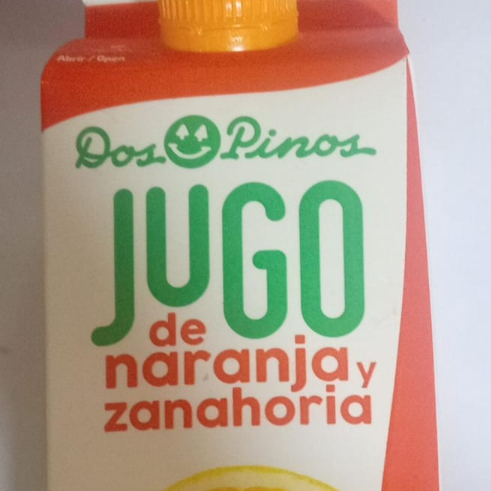 Abrir / Open
Dos Pinos
JUGO
de
naranja y
zanahoria